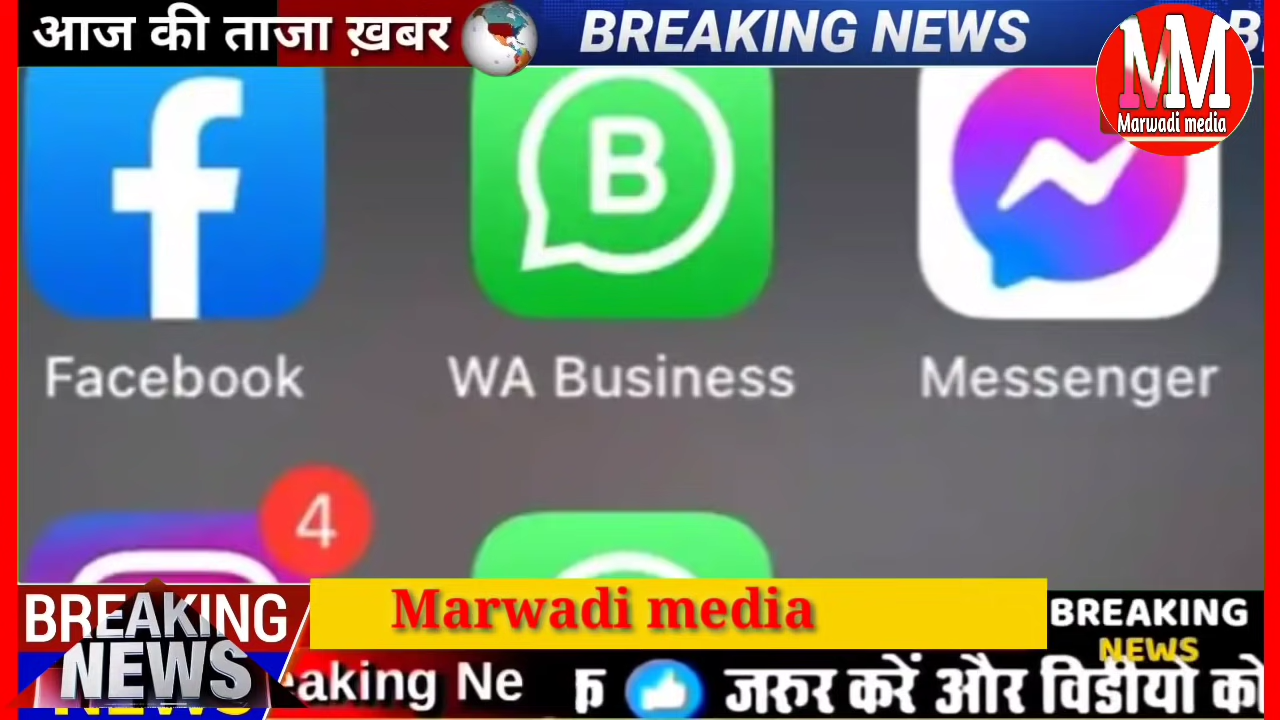 आज की ताजा ख़बर
BREAKING NEWS
MM
Marwadi media
Facebook
WA Business
Messenger
4
BREAKING
NEWS
Marwadi media
BREAKING
NEWS
aking Ne
जरुर करें और विडीयो को